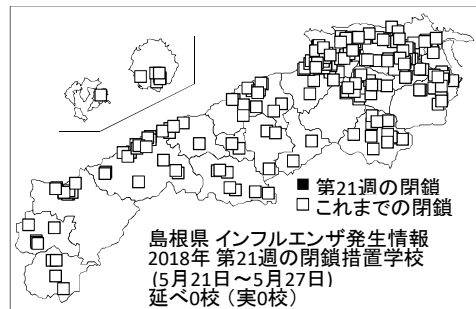 ■ 第21週の閉鎖
□ これまでの閉鎖
島根県 インフルエンザ発生情報
2018年 第21週の閉鎖措置学校
(5月21日～5月27日)
延べ0校（実0校）